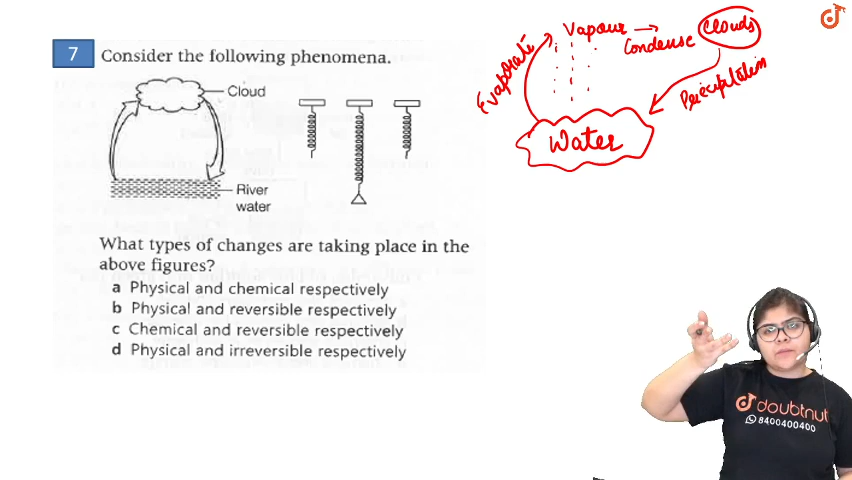 7 Consider the following phenomena.
Cloud
River
water
What types of changes are taking place in the
above figures?
a Physical and chemical respectively
b Physical and reversible respectively
c Chemical and reversible respectively
d Physical and irreversible respectively
Evaporate
Vapour → Condense
Clouds
Precipitation
Water
doubtnut
8400400400